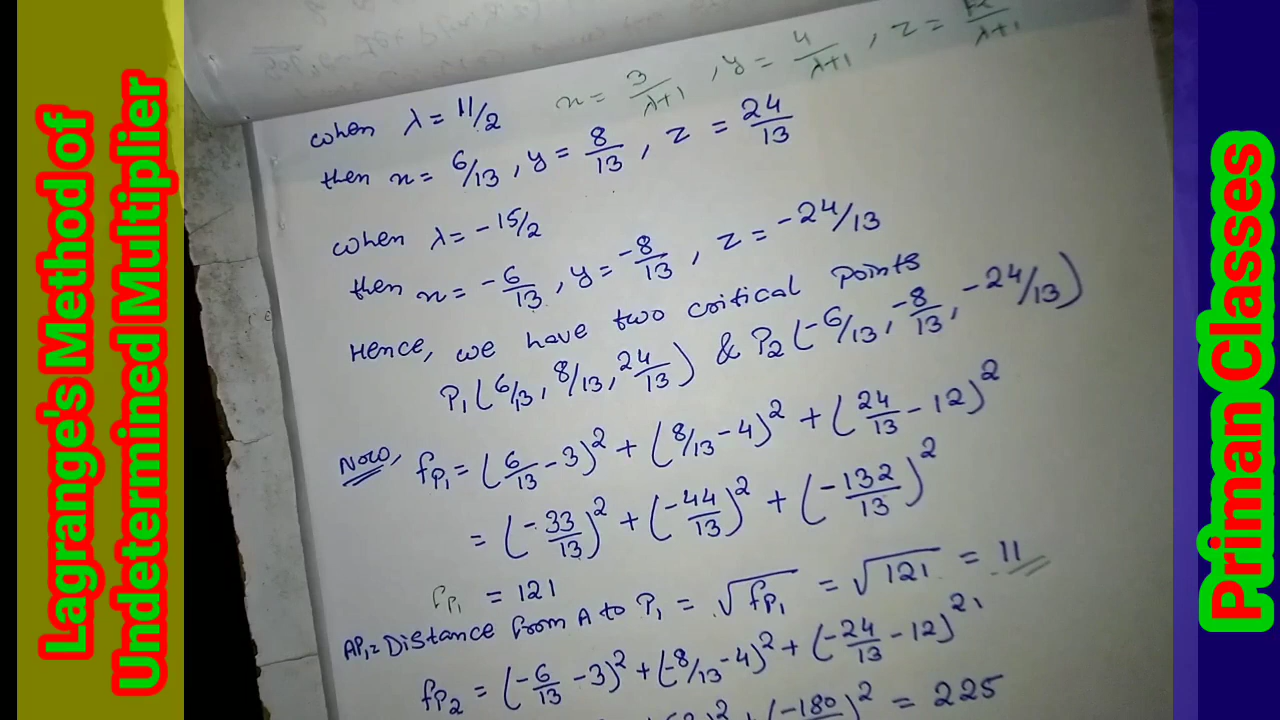 Lagrange's Method of
Undetermined Multiplier
x = 3/λ+1 , y = 4/λ+1 , z = 12/λ+1
when λ = 11/2
then x = 6/13 , y = 8/13 , z = 24/13
when λ = -15/2
then x = -6/13 , y = -8/13 , z = -24/13
Hence, we have two critical points
P₁(6/13, 8/13, 24/13) & P₂(-6/13, -8/13, -24/13)
Now, fP₁ = (6/13 - 3)² + (8/13 - 4)² + (24/13 - 12)²
= (-33/13)² + (-44/13)² + (-132/13)²
fP₁ = 121
AP₁ = Distance from A to P₁ = √fP₁ = √121 = 11
fP₂ = (-6/13 - 3)² + (-8/13 - 4)² + (-24/13 - 12)²
)² + (-180 )² = 225
Priman Classes